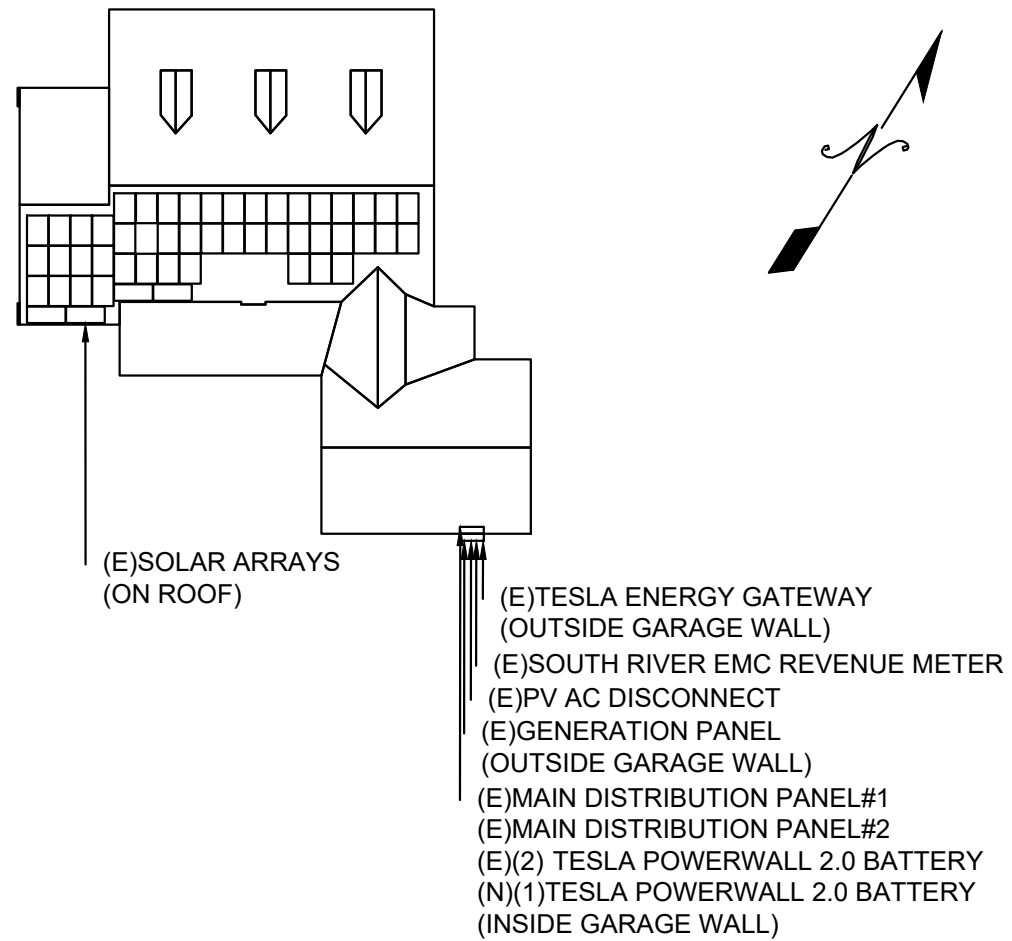 N
(E)SOLAR ARRAYS
(ON ROOF)
(E)TESLA ENERGY GATEWAY
(OUTSIDE GARAGE WALL)
(E)SOUTH RIVER EMC REVENUE METER
(E)PV AC DISCONNECT
(E)GENERATION PANEL
(OUTSIDE GARAGE WALL)
(E)MAIN DISTRIBUTION PANEL#1
(E)MAIN DISTRIBUTION PANEL#2
(E)(2) TESLA POWERWALL 2.0 BATTERY
(N)(1)TESLA POWERWALL 2.0 BATTERY
(INSIDE GARAGE WALL)